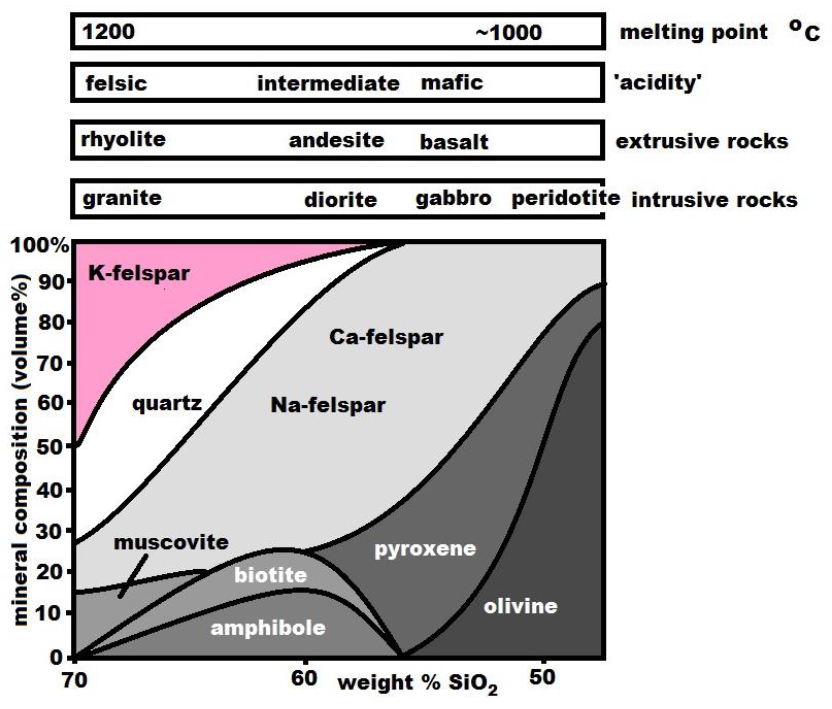 1200 ~1000 melting point °C
felsic intermediate mafic 'acidity'
rhyolite andesite basalt extrusive rocks
granite diorite gabbro peridotite intrusive rocks
100%
K-felspar
90
80
Ca-felspar
70
quartz
Na-felspar
60
50
40
30
muscovite
pyroxene
20
biotite
olivine
10
amphibole
0
mineral composition (volume%)
70 60 weight % SiO₂ 50